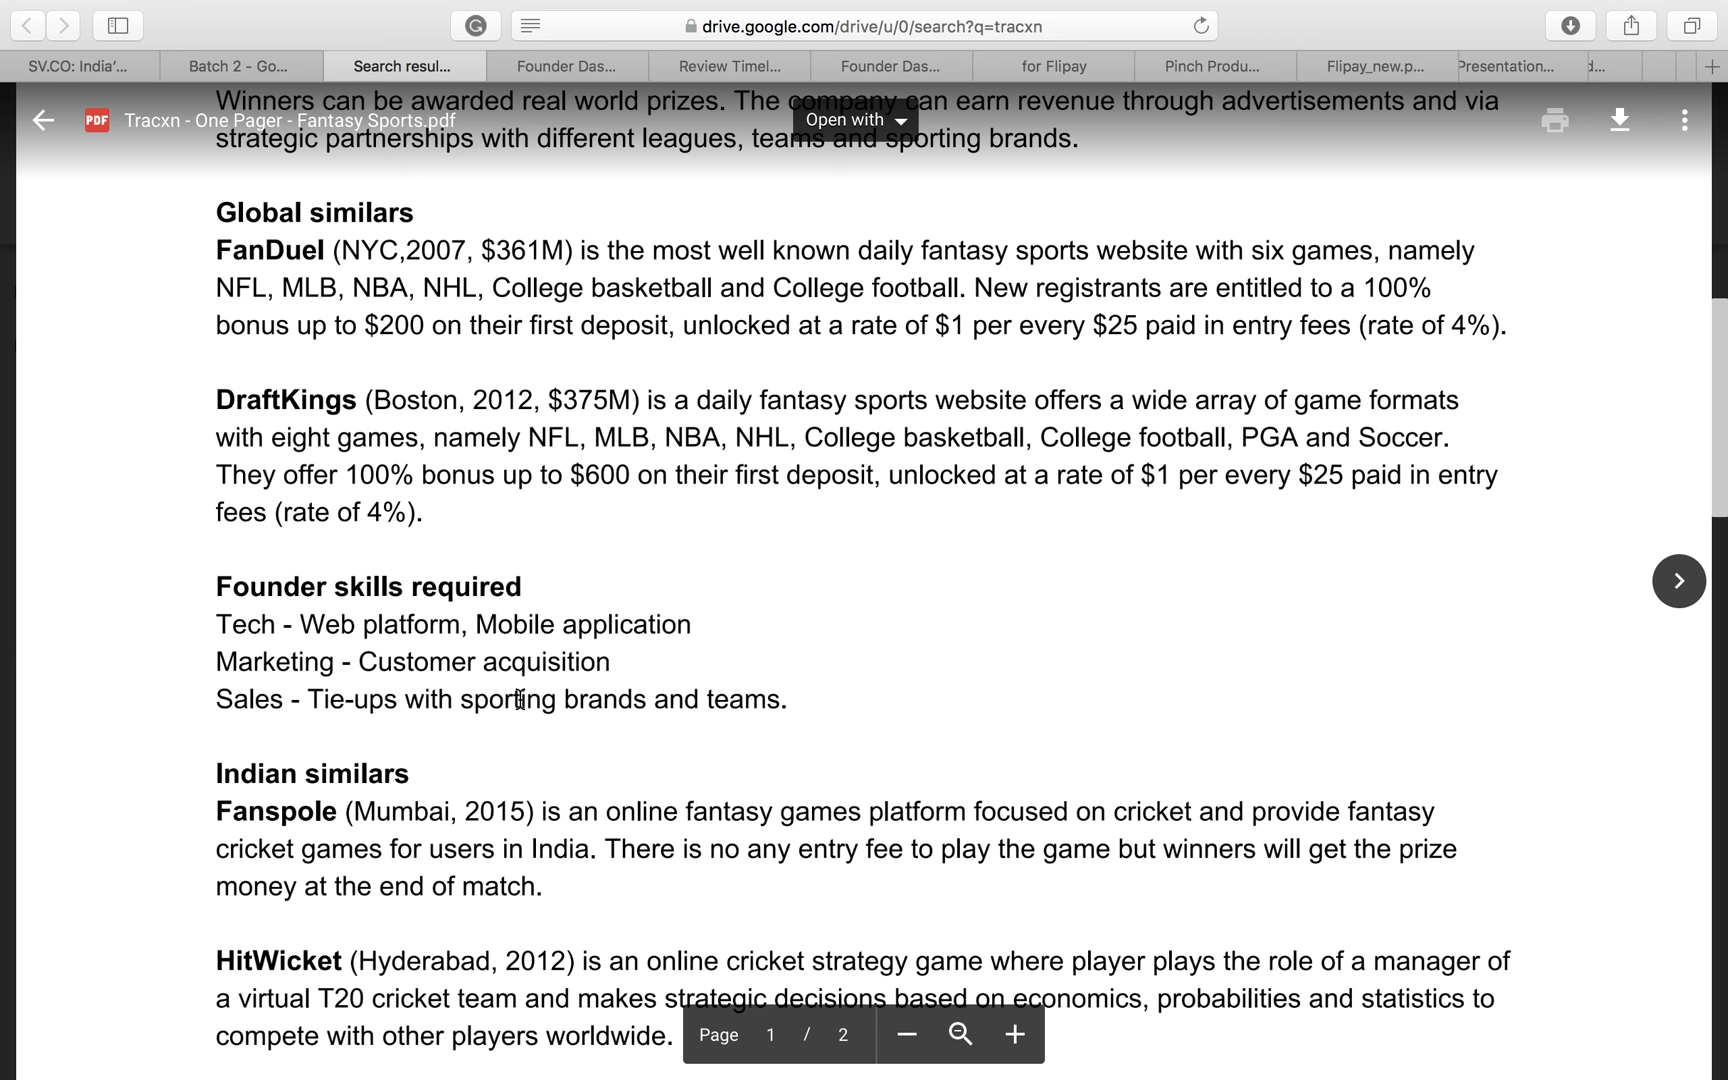 drive.google.com/drive/u/0/search?q=tracxn
SV.CO: India'...
Batch 2 - Go...
Search resul...
Founder Das...
Review Timel...
Founder Das...
for Flipay
Pinch Produ...
Flipay_new.p...
Presentation...
Winners can be awarded real world prizes. The company can earn revenue through advertisements and via
PDF Tracxn - One Pager - Fantasy Sports.pdf
Open with
strategic partnerships with different leagues, teams and sporting brands.
Global similars
FanDuel (NYC,2007, $361M) is the most well known daily fantasy sports website with six games, namely
NFL, MLB, NBA, NHL, College basketball and College football. New registrants are entitled to a 100%
bonus up to $200 on their first deposit, unlocked at a rate of $1 per every $25 paid in entry fees (rate of 4%).
DraftKings (Boston, 2012, $375M) is a daily fantasy sports website offers a wide array of game formats
with eight games, namely NFL, MLB, NBA, NHL, College basketball, College football, PGA and Soccer.
They offer 100% bonus up to $600 on their first deposit, unlocked at a rate of $1 per every $25 paid in entry
fees (rate of 4%).
Founder skills required
Tech - Web platform, Mobile application
Marketing - Customer acquisition
Sales - Tie-ups with sporting brands and teams.
Indian similars
Fanspole (Mumbai, 2015) is an online fantasy games platform focused on cricket and provide fantasy
cricket games for users in India. There is no any entry fee to play the game but winners will get the prize
money at the end of match.
HitWicket (Hyderabad, 2012) is an online cricket strategy game where player plays the role of a manager of
a virtual T20 cricket team and makes strategic decisions based on economics, probabilities and statistics to
compete with other players worldwide.
Page 1 / 2